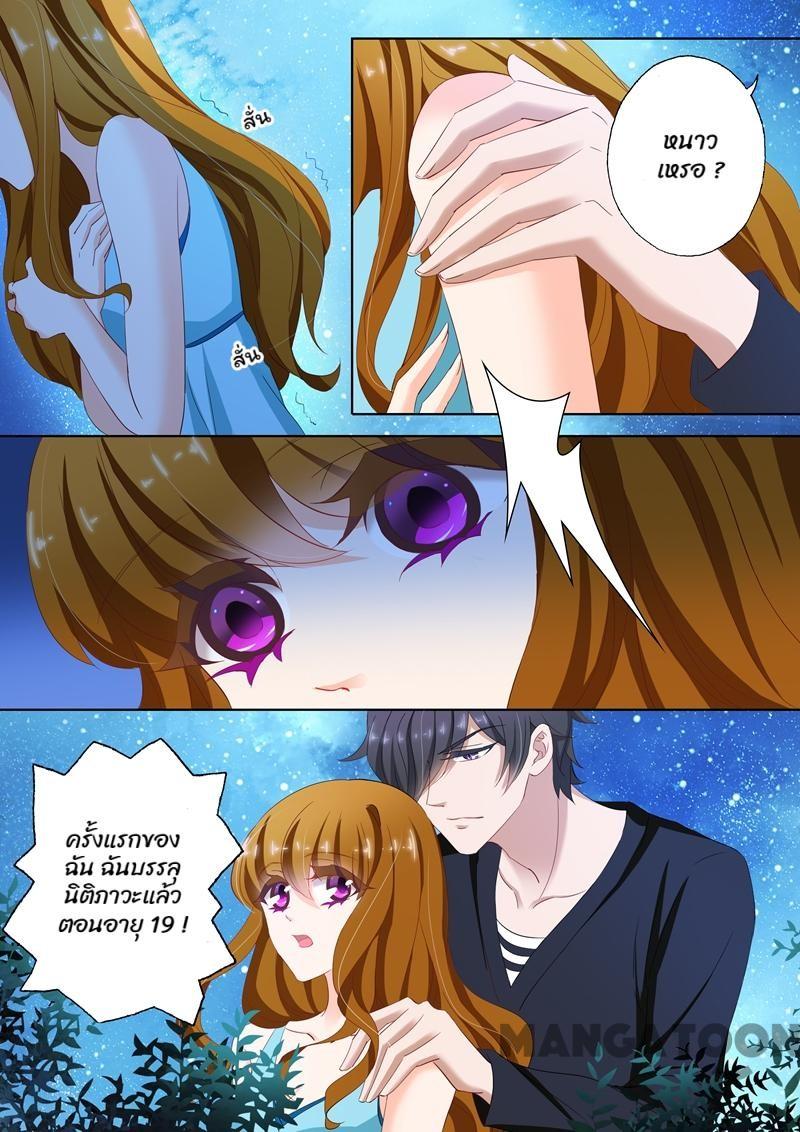 สั่น
สั่น
หนาว
เหรอ ?
ครั้งแรกของ
ฉัน ฉันบรรลุ
นิติภาวะแล้ว
ตอนอายุ 19 !
MANGATOON